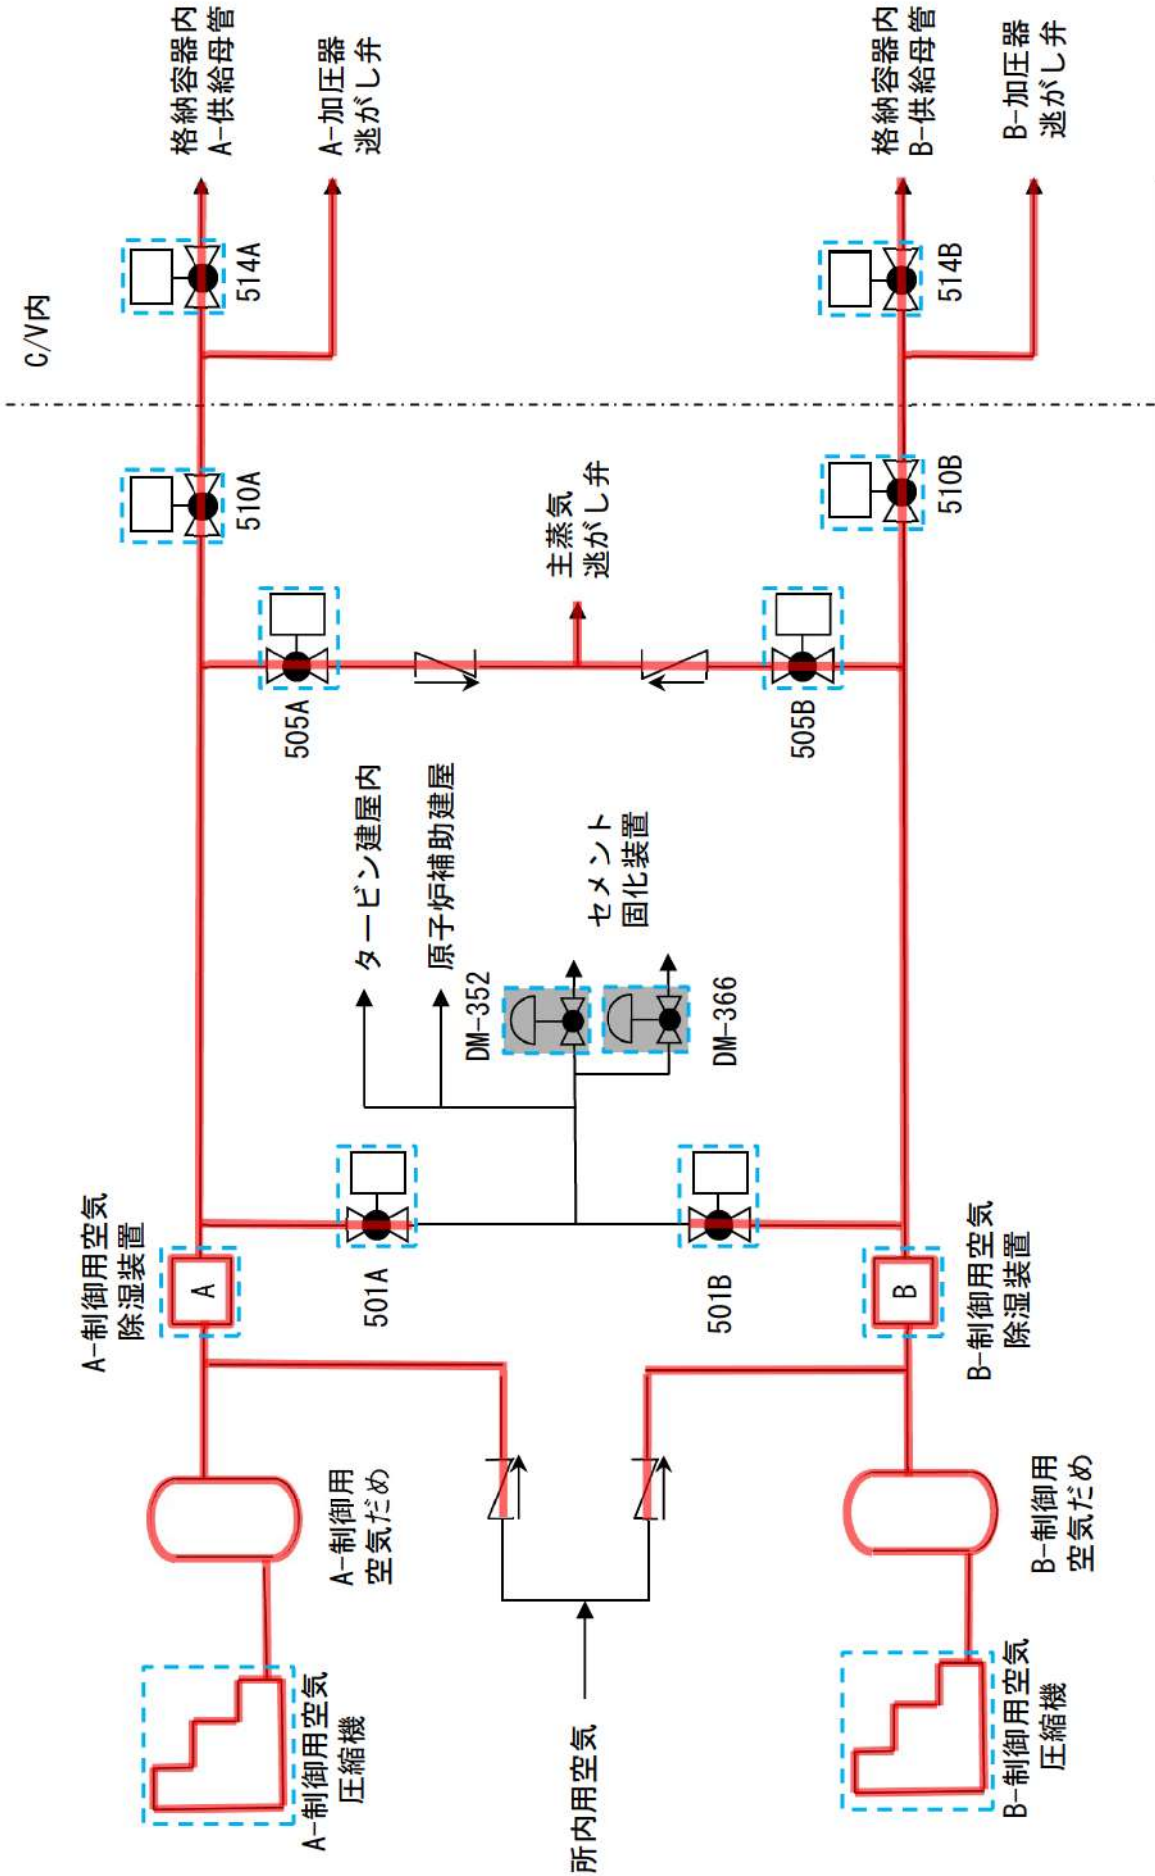 C/V内
格納容器内
A-供給母管
A-加圧器
逃がし弁
514A
510A
505A
主蒸気
逃がし弁
505B
510B
514B
格納容器内
B-供給母管
B-加圧器
逃がし弁
タービン建屋内
原子炉補助建屋
DM-352
セメント
固化装置
DM-366
501A
501B
A-制御用空気
除湿装置
A
B-制御用空気
除湿装置
B
A-制御用
空気だめ
B-制御用
空気だめ
A-制御用空気
圧縮機
所内用空気
B-制御用空気
圧縮機